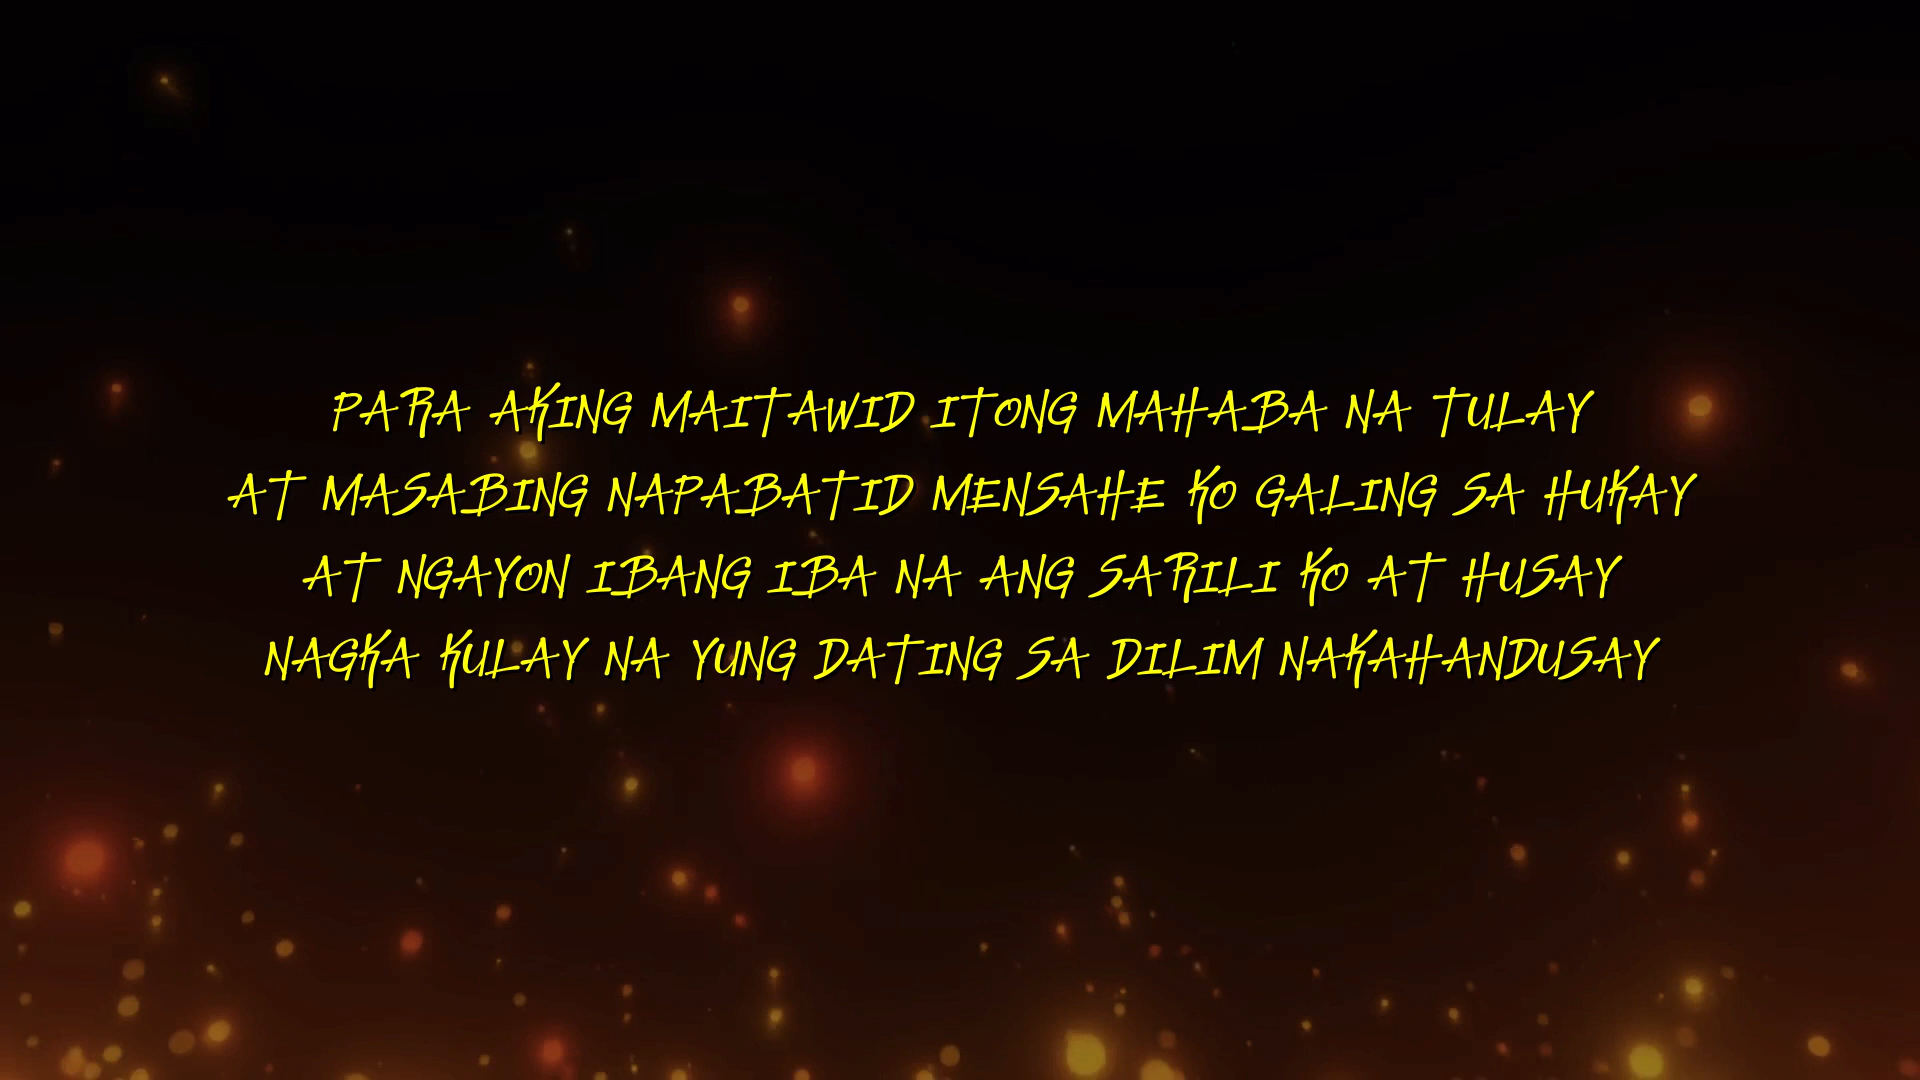 PARA AKING MAITAWID ITONG MAHABA NA TULAY
AT MASABING NAPABATID MENSAHE KO GALING SA HUKAY
AT NGAYON IBANG IBA NA ANG SARILI KO AT HUSAY
NAGKA KULAY NA YUNG DATING SA DILIM NAKAHANDUSAY